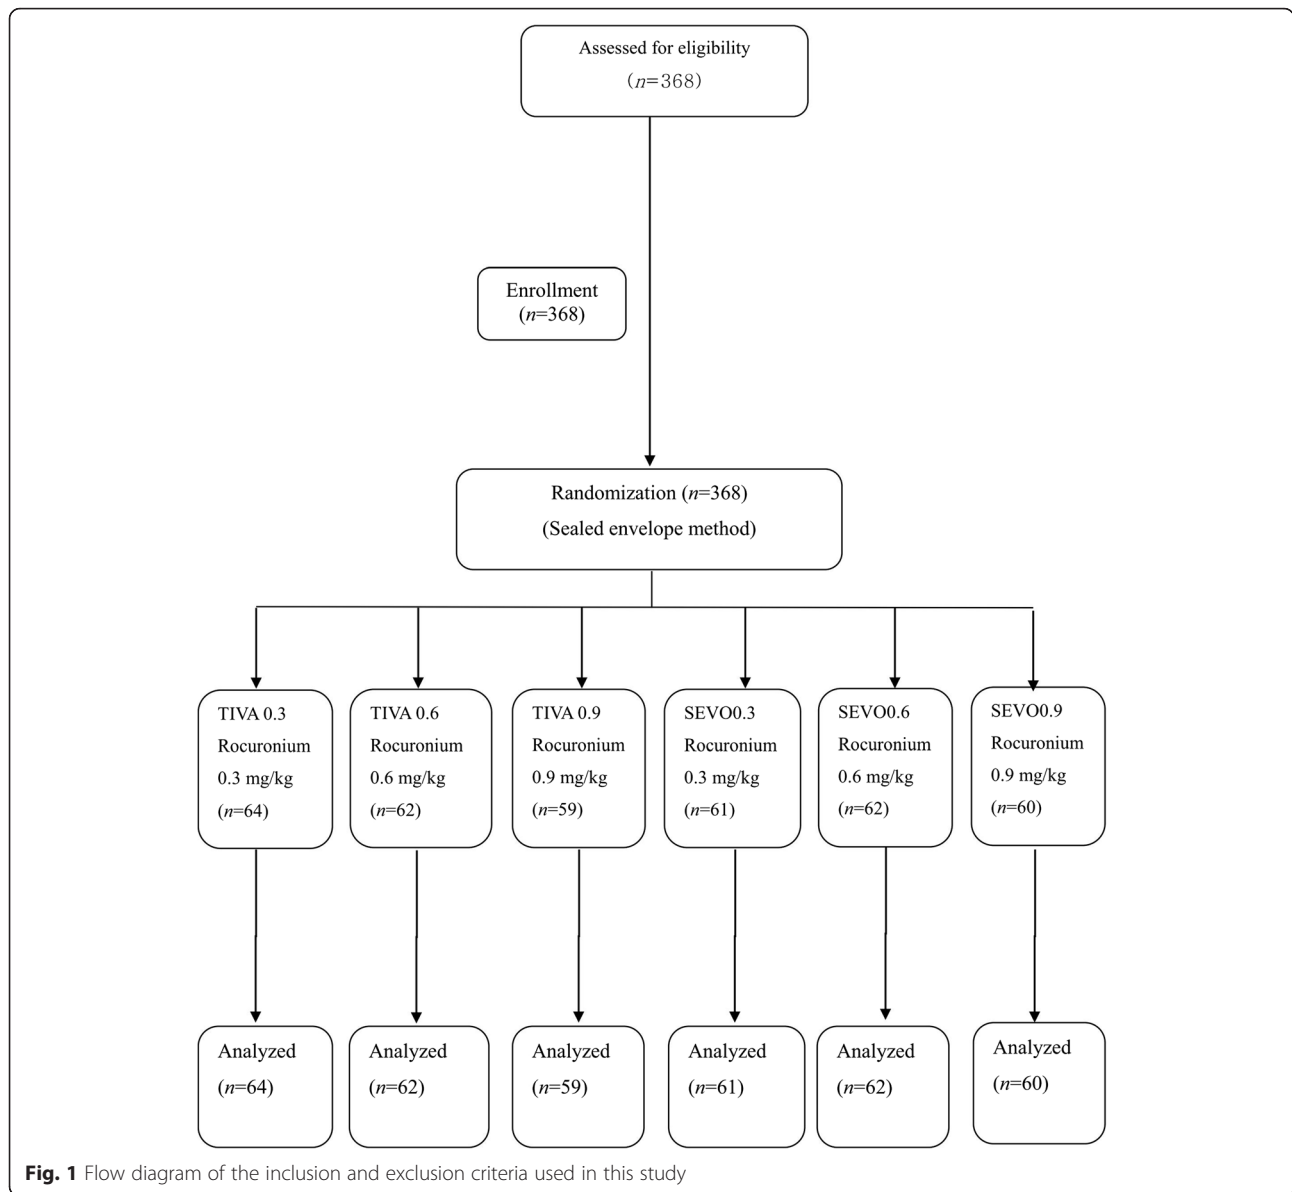 Assessed for eligibility
(n=368)
Enrollment
(n=368)
Randomization (n=368)
(Sealed envelope method)
TIVA 0.3
Rocuronium
0.3 mg/kg
(n=64)
TIVA 0.6
Rocuronium
0.6 mg/kg
(n=62)
TIVA 0.9
Rocuronium
0.9 mg/kg
(n=59)
SEVO0.3
Rocuronium
0.3 mg/kg
(n=61)
SEVO0.6
Rocuronium
0.6 mg/kg
(n=62)
SEVO0.9
Rocuronium
0.9 mg/kg
(n=60)
Analyzed
(n=64)
Analyzed
(n=62)
Analyzed
(n=59)
Analyzed
(n=61)
Analyzed
(n=62)
Analyzed
(n=60)
Fig. 1 Flow diagram of the inclusion and exclusion criteria used in this study